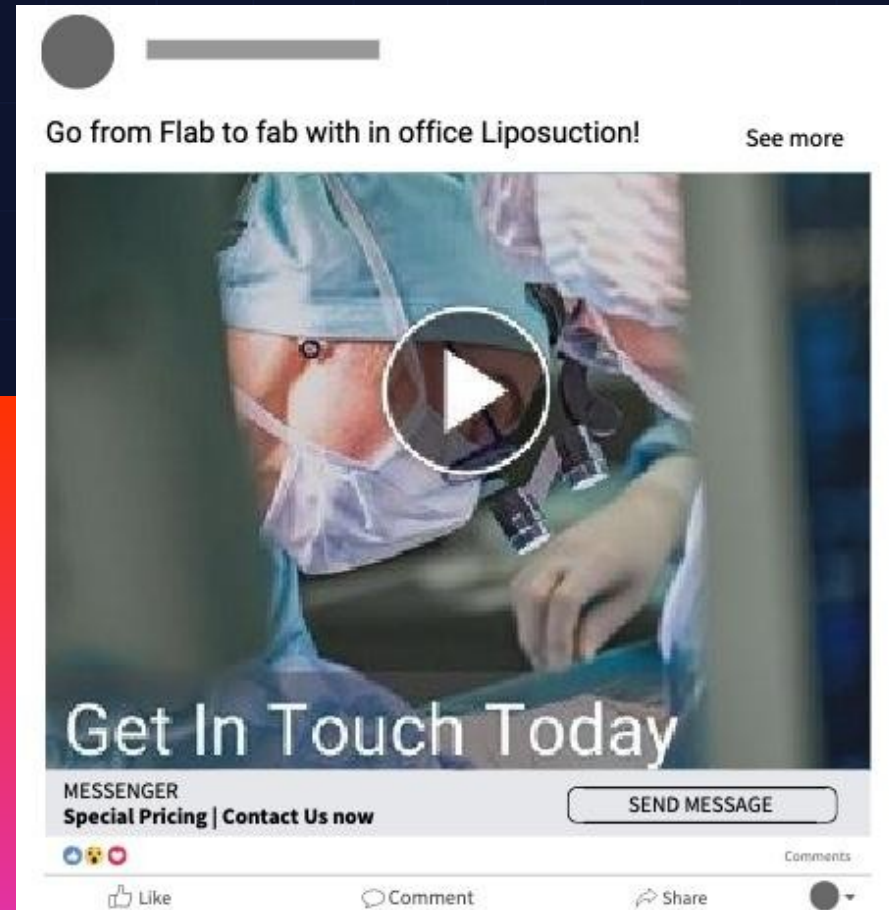 Go from Flab to fab with in office Liposuction!
See more
Get In Touch Today
MESSENGER
Special Pricing | Contact Us now
SEND MESSAGE
Comments
Like
Comment
Share